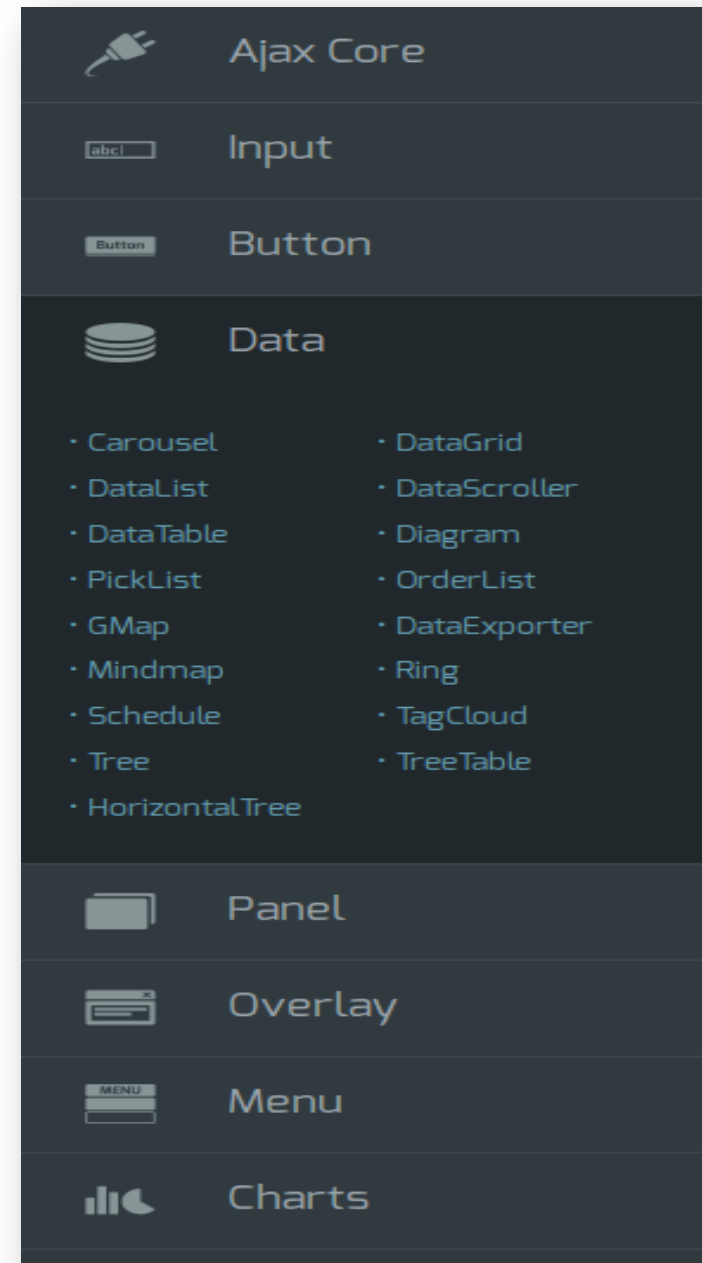 Ajax Core
abc Input
Button Button
Data
· Carousel · DataGrid
· DataList · DataScroller
· DataTable · Diagram
· PickList · OrderList
· GMap · DataExporter
· Mindmap · Ring
· Schedule · TagCloud
· Tree · TreeTable
· HorizontalTree
Panel
Overlay
MENU Menu
Charts